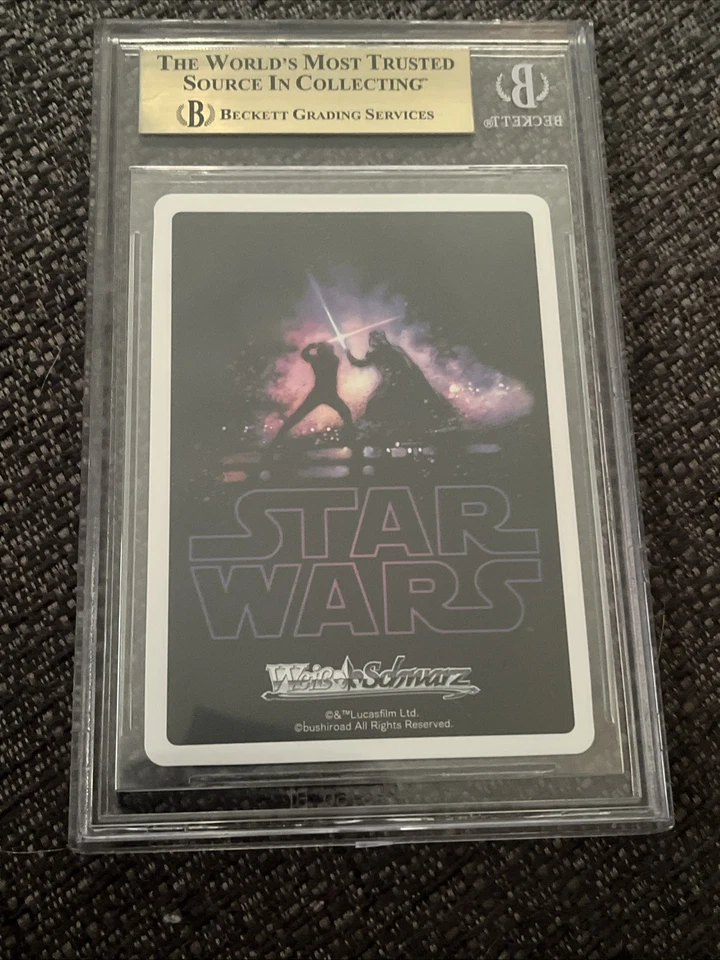 THE WORLD'S MOST TRUSTED
SOURCE IN COLLECTING™
B BECKETT GRADING SERVICES
B
BECKETT®
STAR
WARS
Weiß Schwarz
©&™Lucasfilm Ltd.
©bushiroad All Rights Reserved.